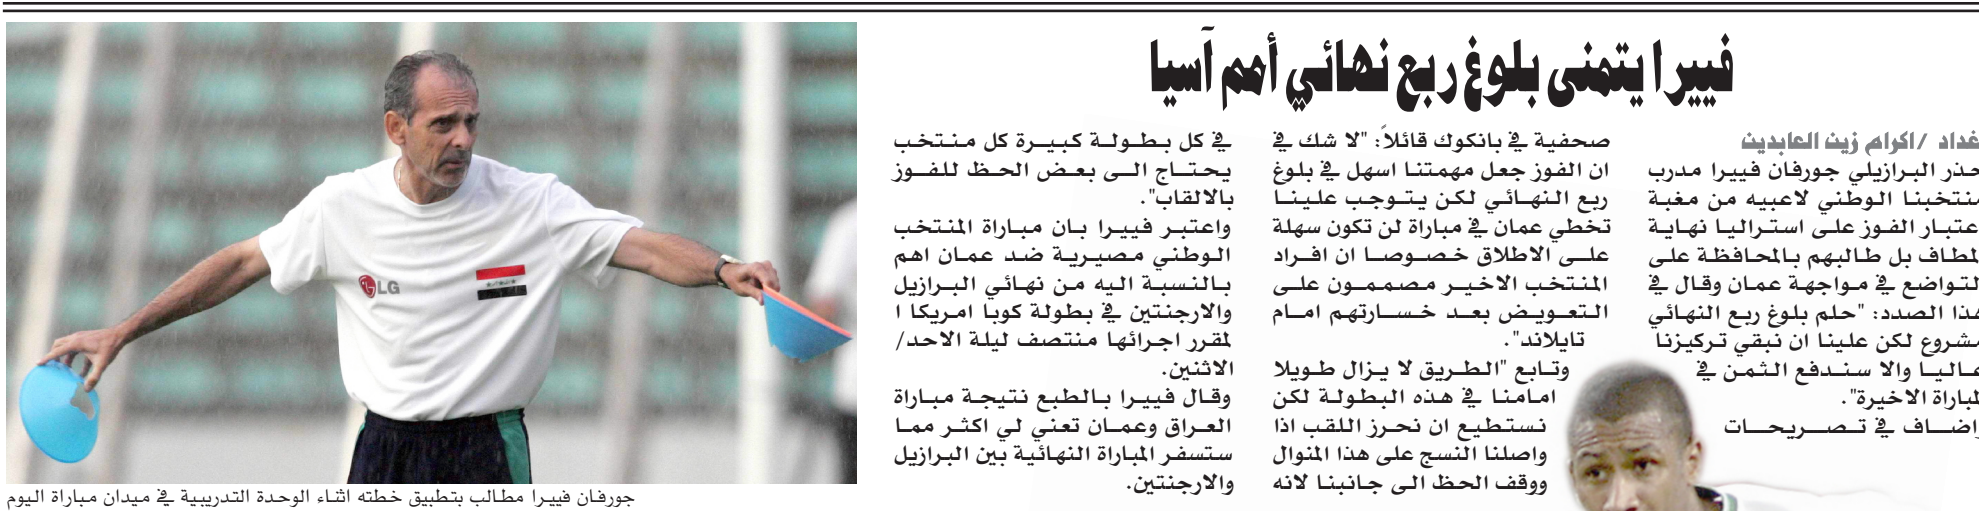 فييرا يتمنى بلوغ ربع نهائي أمم آسيا
غداد /اكرام زين العابدين
حذر البرازيلي جورفان فييرا مدرب
منتخبنا الوطني لاعبيه من مغبة
عتبار الفوز على استراليا نهاية
لمطاف بل طالبهم بالمحافظة على
لتواضع في مواجهة عمان وقال في
هذا الصدد: "حلم بلوغ ربع النهائي
مشروع لكن علينا ان نبقي تركيزنا
عاليا والا سندفع الثمن في
لمباراة الاخيرة".
واضاف في تصريحات
صحفية في بانكوك قائلاً: "لا شك في
ان الفوز جعل مهمتنا اسهل في بلوغ
ربع النهائي لكن يتوجب علينا
تخطي عمان في مباراة لن تكون سهلة
على الاطلاق خصوصا ان افراد
المنتخب الاخير مصممون على
التعويض بعد خسارتهم امام
تايلاند".
وتابع "الطريق لا يزال طويلا
امامنا في هذه البطولة لكن
نستطيع ان نحرز اللقب اذا
واصلنا النسج على هذا المنوال
ووقف الحظ الى جانبنا لانه
في كل بطولة كبيرة كل منتخب
يحتاج الى بعض الحظ للفوز
بالالقاب".
واعتبر فييرا بان مباراة المنتخب
الوطني مصيرية ضد عمان اهم
بالنسبة اليه من نهائي البرازيل
والارجنتين في بطولة كوبا امريكا ا
لمقرر اجرائها منتصف ليلة الاحد/
الاثنين.
وقال فييرا بالطبع نتيجة مباراة
العراق وعمان تعني لي اكثر مما
ستسفر المباراة النهائية بين البرازيل
والارجنتين.
LG
جورفان فييرا مطالب بتطبيق خطته اثناء الوحدة التدريبية في ميدان مباراة اليوم